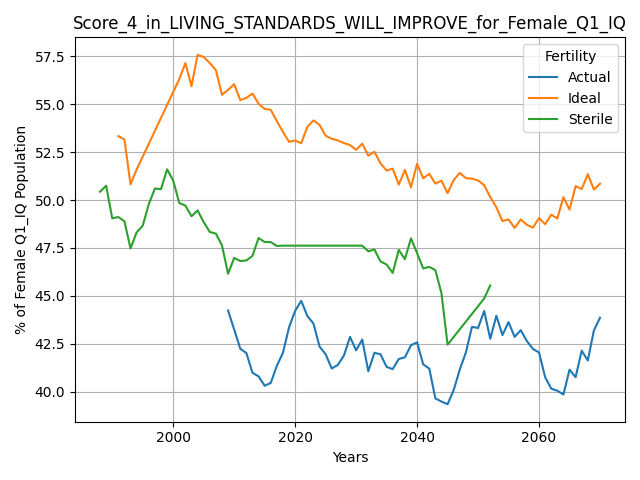 Score_4_in_LIVING_STANDARDS_WILL_IMPROVE_for_Female_Q1_IQ
Fertility
Actual
Ideal
Sterile
% of Female Q1_IQ Population
57.5
55.0
52.5
50.0
47.5
45.0
42.5
40.0
2000
2020
2040
2060
Years